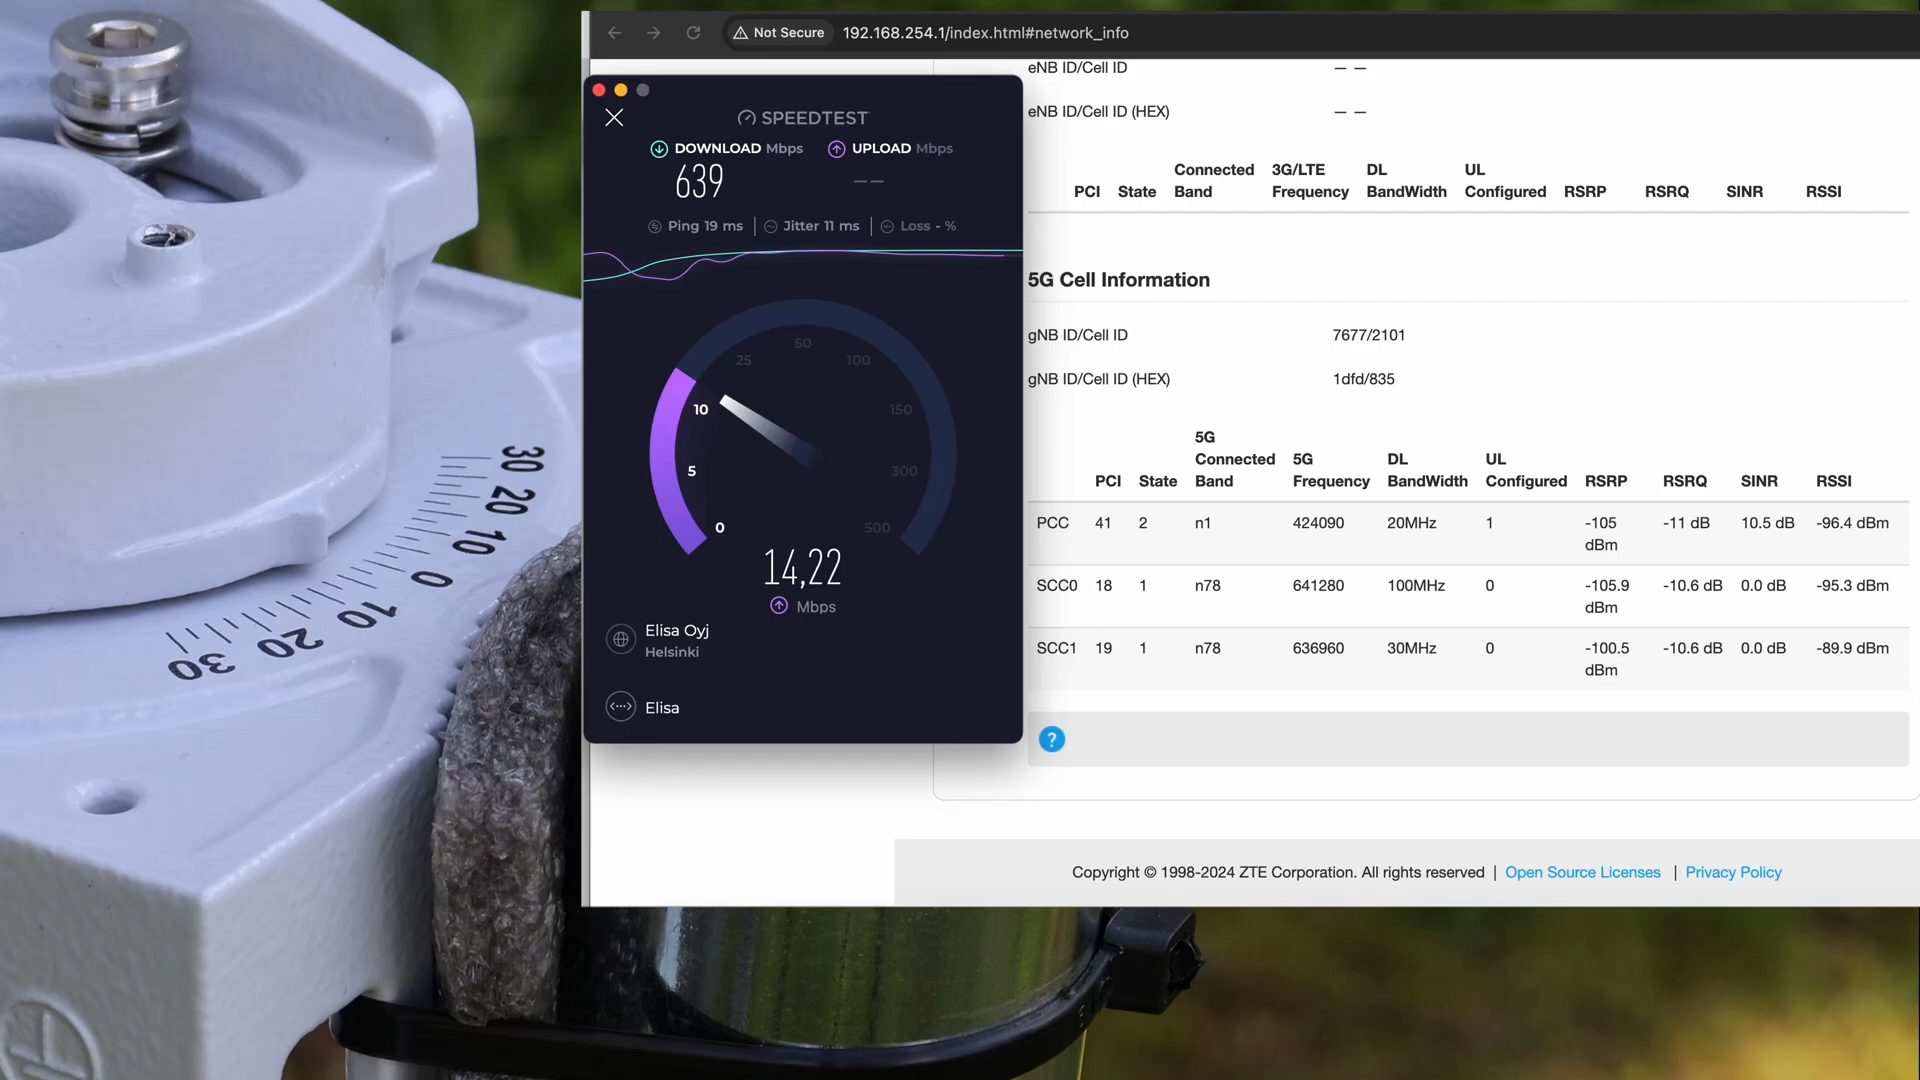 Not Secure 192.168.254.1/index.html#network_info
eNB ID/Cell ID — —
eNB ID/Cell ID (HEX) — —
PCI State Connected Band 3G/LTE Frequency DL BandWidth UL Configured RSRP RSRQ SINR RSSI
5G Cell Information
gNB ID/Cell ID 7677/2101
gNB ID/Cell ID (HEX) 1dfd/835
PCI State 5G Connected Band 5G Frequency DL BandWidth UL Configured RSRP RSRQ SINR RSSI
PCC 41 2 n1 424090 20MHz 1 -105 dBm -11 dB 10.5 dB -96.4 dBm
SCC0 18 1 n78 641280 100MHz 0 -105.9 dBm -10.6 dB 0.0 dB -95.3 dBm
SCC1 19 1 n78 636960 30MHz 0 -100.5 dBm -10.6 dB 0.0 dB -89.9 dBm
?
Copyright © 1998-2024 ZTE Corporation. All rights reserved | Open Source Licenses | Privacy Policy
SPEEDTEST
DOWNLOAD Mbps UPLOAD Mbps
639 — —
Ping 19 ms | Jitter 11 ms | Loss - %
0
5
10
25
50
100
150
300
500
14,22
Mbps
Elisa Oyj
Helsinki
Elisa
30
20
10
0
10
20
30